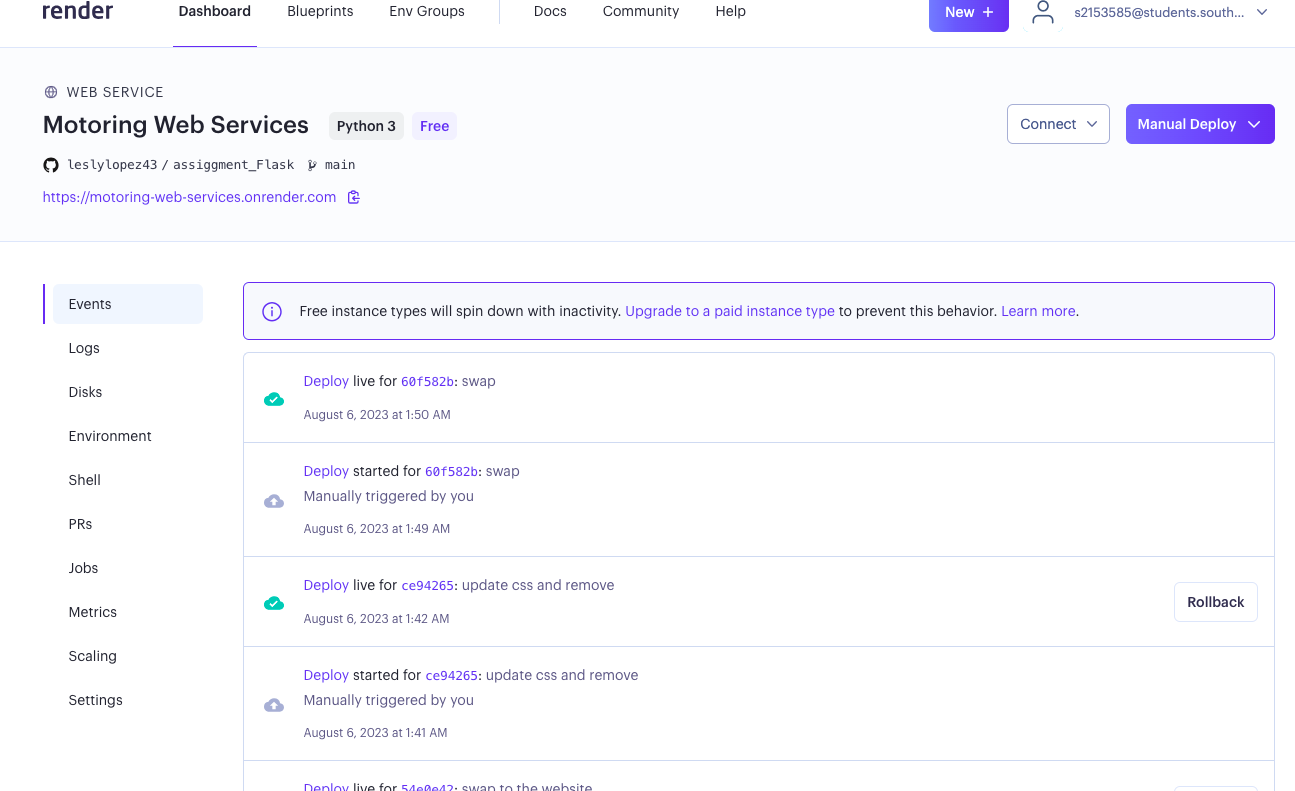 render Dashboard Blueprints Env Groups Docs Community Help New + s2153585@students.south...
WEB SERVICE
Motoring Web Services Python 3 Free Connect Manual Deploy
leslylopez43 / assiggment_Flask main
https://motoring-web-services.onrender.com
Events
Logs
Disks
Environment
Shell
PRs
Jobs
Metrics
Scaling
Settings
Free instance types will spin down with inactivity. Upgrade to a paid instance type to prevent this behavior. Learn more.
Deploy live for 60f582b: swap
August 6, 2023 at 1:50 AM
Deploy started for 60f582b: swap
Manually triggered by you
August 6, 2023 at 1:49 AM
Deploy live for ce94265: update css and remove
August 6, 2023 at 1:42 AM
Rollback
Deploy started for ce94265: update css and remove
Manually triggered by you
August 6, 2023 at 1:41 AM
Deploy live for 54e0e42: swap to the website